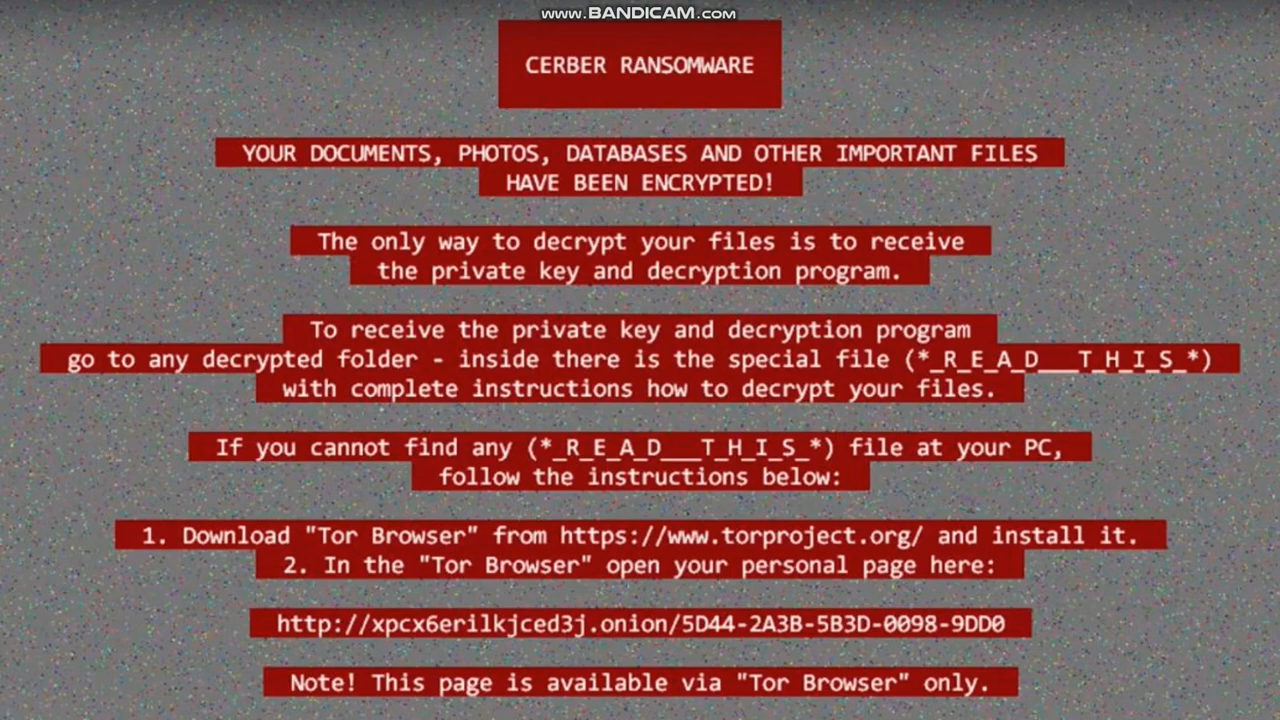 www.BANDICAM.com
CERBER RANSOMWARE
YOUR DOCUMENTS, PHOTOS, DATABASES AND OTHER IMPORTANT FILES
HAVE BEEN ENCRYPTED!
The only way to decrypt your files is to receive
the private key and decryption program.
To receive the private key and decryption program
go to any decrypted folder - inside there is the special file (*_R_E_A_D___T_H_I_S_*)
with complete instructions how to decrypt your files.
If you cannot find any (*_R_E_A_D___T_H_I_S_*) file at your PC,
follow the instructions below:
1. Download "Tor Browser" from https://www.torproject.org/ and install it.
2. In the "Tor Browser" open your personal page here:
http://xpcx6erilkjced3j.onion/5D44-2A3B-5B3D-0098-9DD0
Note! This page is available via "Tor Browser" only.